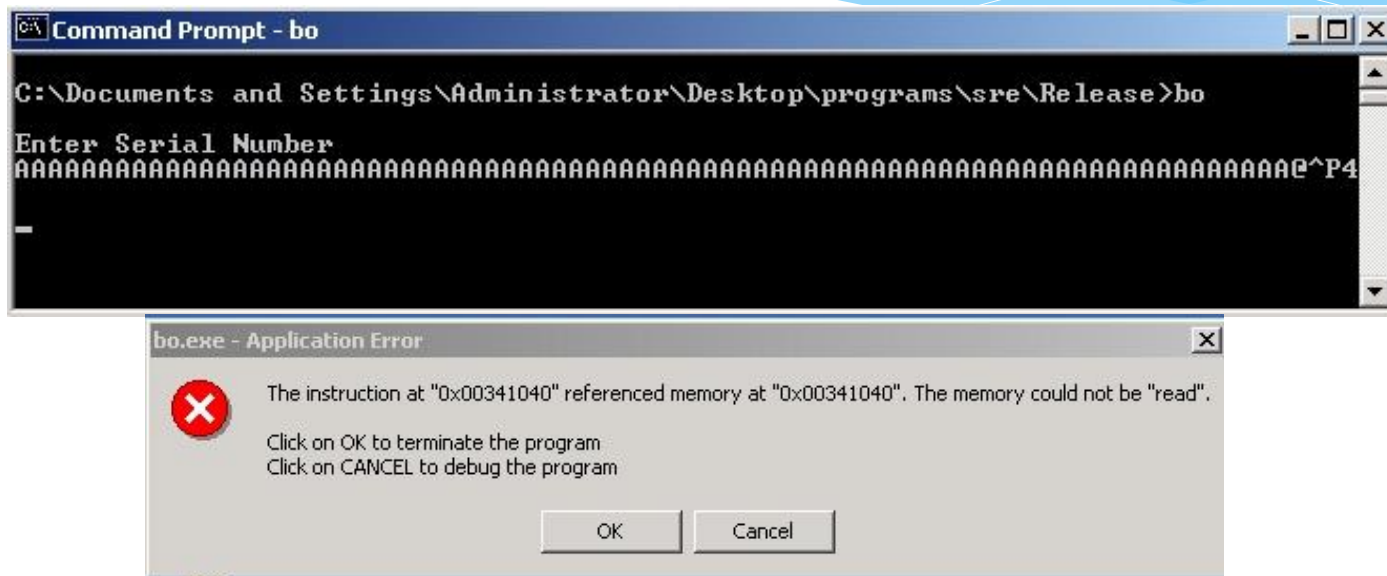 C:\ Command Prompt - bo
C:\Documents and Settings\Administrator\Desktop\programs\sre\Release>bo
Enter Serial Number
AAAAAAAAAAAAAAAAAAAAAAAAAAAAAAAAAAAAAAAAAAAAAAAAAAAAAAAAAAAAAAAAAAAAAAAAAAAA@^P4
bo.exe - Application Error
The instruction at "0x00341040" referenced memory at "0x00341040". The memory could not be "read".
Click on OK to terminate the program
Click on CANCEL to debug the program
OK Cancel